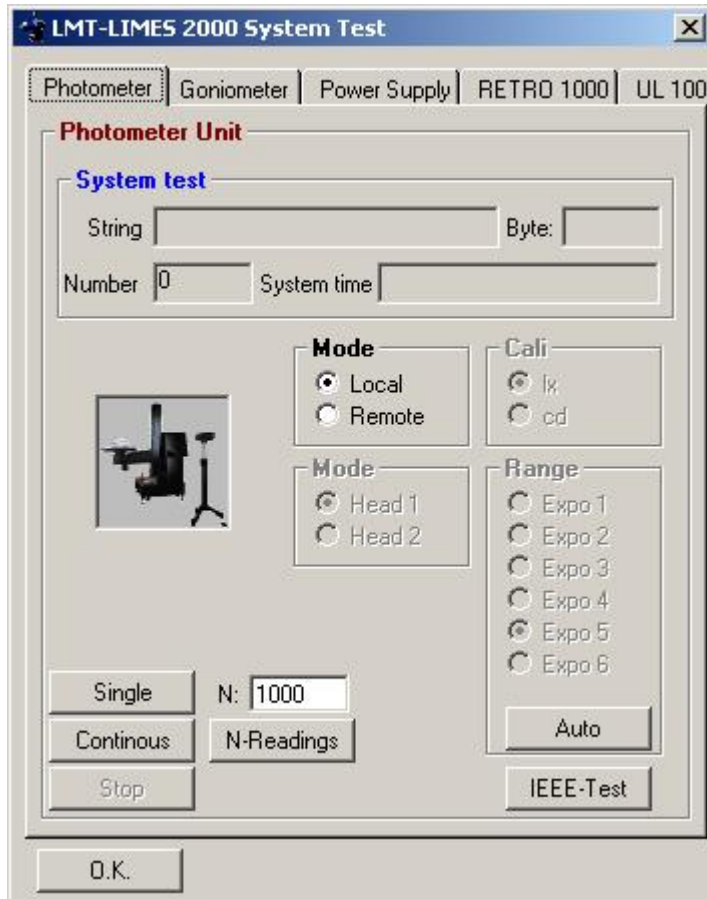 LMT-LIMES 2000 System Test
Photometer Goniometer Power Supply RETRO 1000 UL 100
Photometer Unit
System test
String Byte:
Number 0 System time
Mode
Local
Remote
Cali
lx
cd
Mode
Head 1
Head 2
Range
Expo 1
Expo 2
Expo 3
Expo 4
Expo 5
Expo 6
Auto
Single N: 1000
Continous N-Readings
Stop IEEE-Test
O.K.